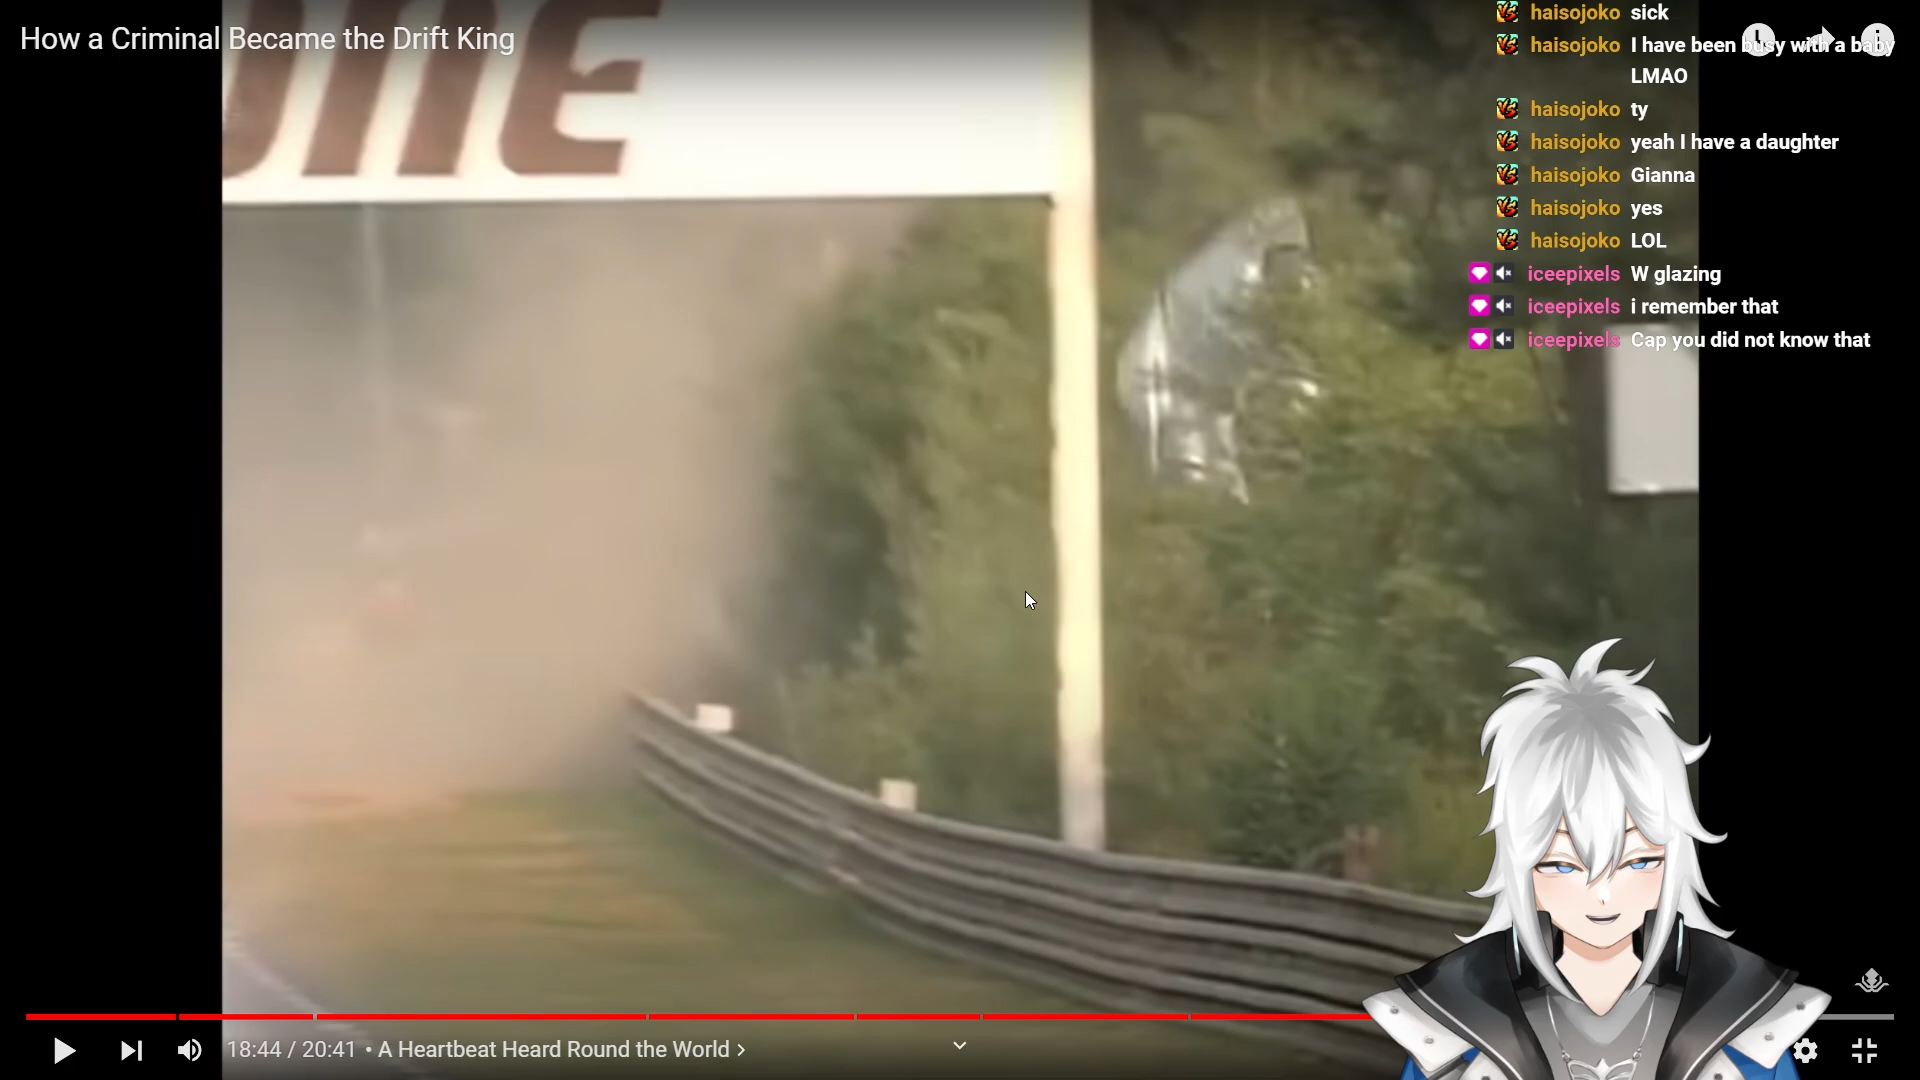 How a Criminal Became the Drift King
haisojoko sick
haisojoko I have been busy with a baby
LMAO
haisojoko ty
haisojoko yeah I have a daughter
haisojoko Gianna
haisojoko yes
haisojoko LOL
iceepixels W glazing
iceepixels i remember that
iceepixels Cap you did not know that
18:44 / 20:41 • A Heartbeat Heard Round the World